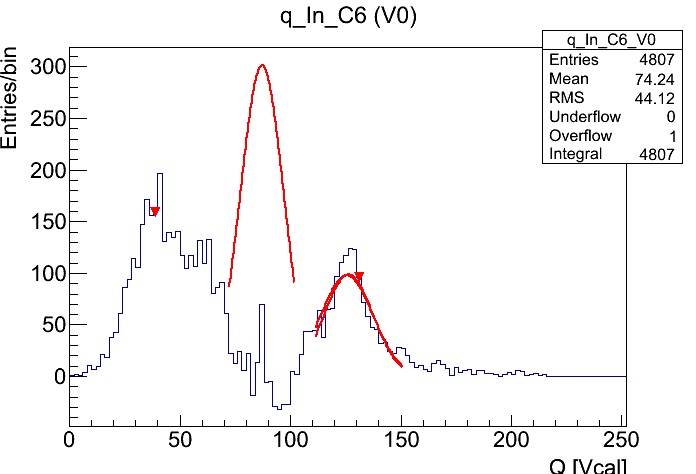 q_In_C6 (V0)
q_In_C6_V0
Entries 4807
Mean 74.24
RMS 44.12
Underflow 0
Overflow 1
Integral 4807
Entries/bin
300
250
200
150
100
50
0
0 50 100 150 200 250
Q [Vcal]